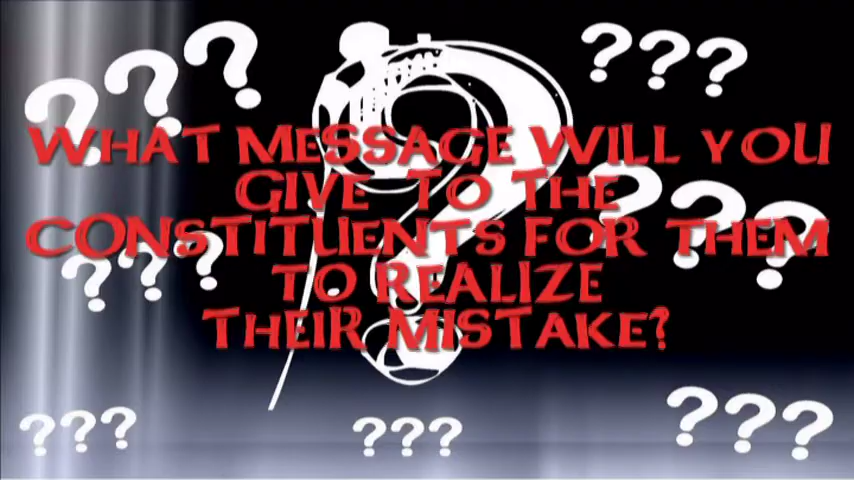 WHAT MESSAGE WILL YOU
GIVE TO THE
CONSTITUENTS FOR THEM
TO REALIZE
THEIR MISTAKE?